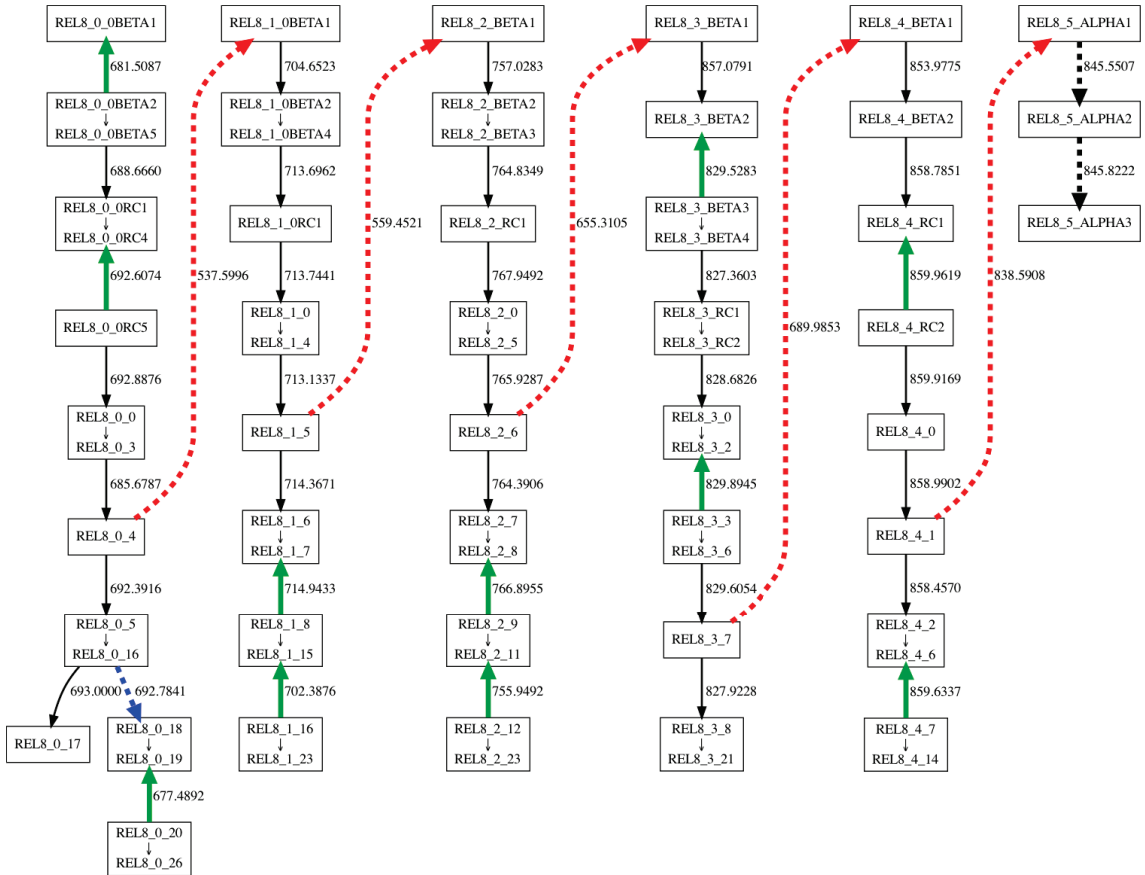 REL8_0_0BETA1
681.5087
REL8_0_0BETA2
REL8_0_0BETA5
688.6660
REL8_0_0RC1
REL8_0_0RC4
692.6074
REL8_0_0RC5
692.8876
REL8_0_0
REL8_0_3
685.6787
REL8_0_4
692.3916
REL8_0_5
REL8_0_16
693.0000
692.7841
REL8_0_17
REL8_0_18
REL8_0_19
677.4892
REL8_0_20
REL8_0_26
537.5996
REL8_1_0BETA1
704.6523
REL8_1_0BETA2
REL8_1_0BETA4
713.6962
REL8_1_0RC1
713.7441
REL8_1_0
REL8_1_4
713.1337
REL8_1_5
714.3671
REL8_1_6
REL8_1_7
714.9433
REL8_1_8
REL8_1_15
702.3876
REL8_1_16
REL8_1_23
559.4521
REL8_2_BETA1
757.0283
REL8_2_BETA2
REL8_2_BETA3
764.8349
REL8_2_RC1
767.9492
REL8_2_0
REL8_2_5
765.9287
REL8_2_6
764.3906
REL8_2_7
REL8_2_8
766.8955
REL8_2_9
REL8_2_11
755.9492
REL8_2_12
REL8_2_23
655.3105
REL8_3_BETA1
857.0791
REL8_3_BETA2
829.5283
REL8_3_BETA3
REL8_3_BETA4
827.3603
REL8_3_RC1
REL8_3_RC2
828.6826
REL8_3_0
REL8_3_2
829.8945
REL8_3_3
REL8_3_6
829.6054
REL8_3_7
827.9228
REL8_3_8
REL8_3_21
689.9853
REL8_4_BETA1
853.9775
REL8_4_BETA2
858.7851
REL8_4_RC1
859.9619
REL8_4_RC2
859.9169
REL8_4_0
858.9902
REL8_4_1
858.4570
REL8_4_2
REL8_4_6
859.6337
REL8_4_7
REL8_4_14
838.5908
REL8_5_ALPHA1
845.5507
REL8_5_ALPHA2
845.8222
REL8_5_ALPHA3